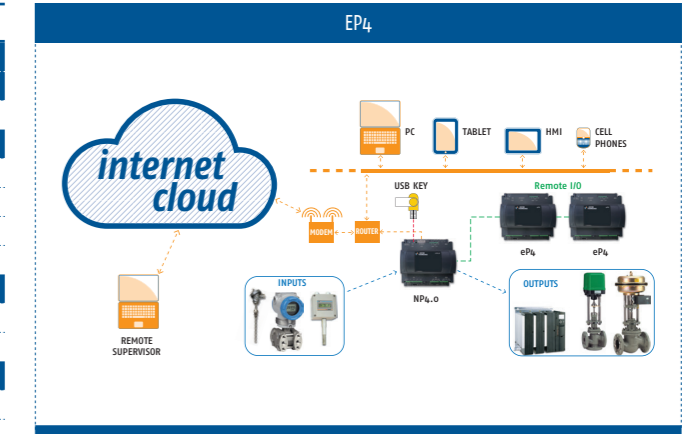 EP4
internet
cloud
PC
TABLET
HMI
CELL
PHONES
USB KEY
Remote I/O
MODEM
ROUTER
eP4
eP4
NP4.0
INPUTS
OUTPUTS
REMOTE
SUPERVISOR